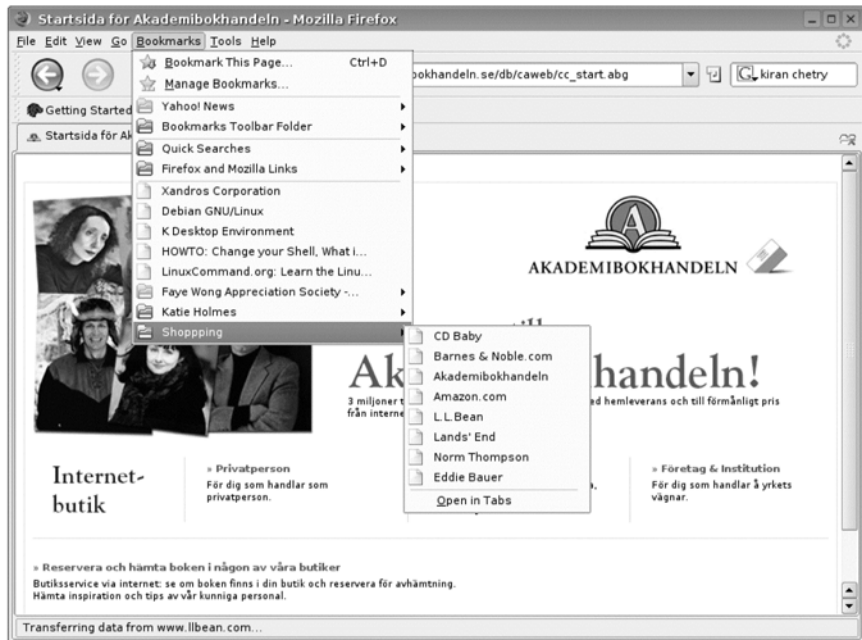 Startsida för Akademibokhandeln - Mozilla Firefox
File Edit View Go Bookmarks Tools Help
Bookmark This Page... Ctrl+D
Manage Bookmarks...
bokhandeln.se/db/caweb/cc_start.abg
kiran chetry
Getting Started
Yahoo! News
Bookmarks Toolbar Folder
Startsida för Ak
Quick Searches
Firefox and Mozilla Links
Xandros Corporation
Debian GNU/Linux
K Desktop Environment
HOWTO: Change your Shell, What i...
LinuxCommand.org: Learn the Linu...
Faye Wong Appreciation Society -...
Katie Holmes
Shoppping
CD Baby
Barnes & Noble.com
Akademibokhandeln
Amazon.com
L.L.Bean
Lands' End
Norm Thompson
Eddie Bauer
Open in Tabs
A
AKADEMIBOKHANDELN
Ak handeln!
3 miljoner t ed hemleverans och till förmånligt pris
från interne
Internet-
butik
» Privatperson
För dig som handlar som
privatperson.
» Företag & Institution
För dig som handlar å yrkets
vägnar.
» Reservera och hämta boken i någon av våra butiker
Butiksservice via internet: se om boken finns i din butik och reservera för avhämtning.
Hämta inspiration och tips av vår kunniga personal.
Transferring data from www.llbean.com...